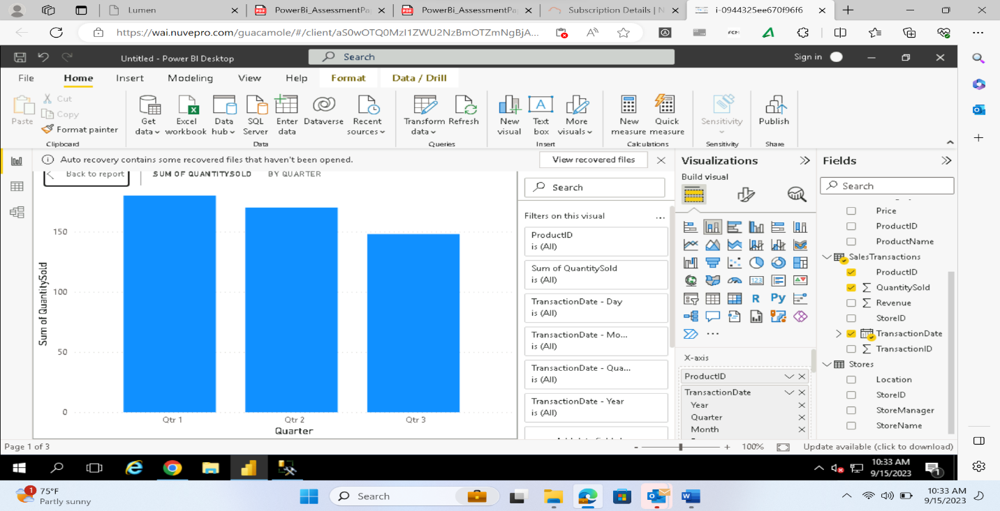 Lumen
PowerBi_AssessmentPa
PowerBi_AssessmentPa
Subscription Details | N
i-0944325ee670f96f6
https://wai.nuvepro.com/guacamole/#/client/aS0wOTQ0MzI1ZWU2NzBmOTZmNgBjA...
Untitled - Power BI Desktop
Search
Sign in
File Home Insert Modeling View Help Format Data / Drill
Paste
Cut
Copy
Format painter
Clipboard
Get data
Excel workbook
Data hub
SQL Server
Enter data
Dataverse
Recent sources
Data
Transform data
Refresh
Queries
New visual
Text box
More visuals
Insert
New measure
Quick measure
Calculations
Sensitivity
Sensitivity
Publish
Share
Auto recovery contains some recovered files that haven't been opened.
View recovered files
Back to report
SUM OF QUANTITYSOLD
BY QUARTER
Sum of QuantitySold
150
100
50
0
Qtr 1 Qtr 2 Qtr 3
Quarter
Search
Filters on this visual
...
ProductID
is (All)
Sum of QuantitySold
is (All)
TransactionDate - Day
is (All)
TransactionDate - Mo...
is (All)
TransactionDate - Qua...
is (All)
TransactionDate - Year
is (All)
Visualizations
Build visual
123
R
Py
...
X-axis
ProductID
TransactionDate
Year
Quarter
Month
Fields
Search
Price
ProductID
ProductName
SalesTransactions
ProductID
QuantitySold
Revenue
StoreID
TransactionDate
TransactionID
Stores
Location
StoreID
StoreManager
StoreName
Page 1 of 3
- + 100%
Update available (click to download)
10:33 AM
9/15/2023
1
1
75°F
Partly sunny
Search
10:33 AM
9/15/2023